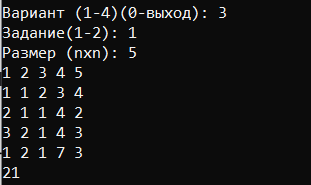 Вариант (1-4)(0-выход): 3
Задание(1-2): 1
Размер (nxn): 5
1 2 3 4 5
1 1 2 3 4
2 1 1 4 2
3 2 1 4 3
1 2 1 7 3
21